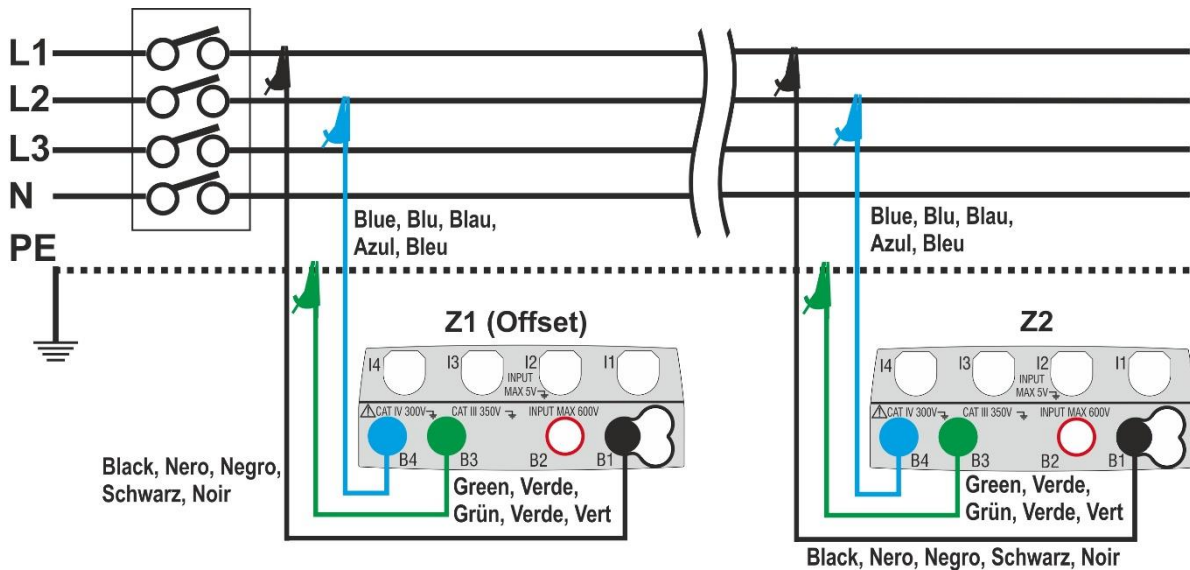 L1
L2
L3
N
PE
Blue, Blu, Blau,
Azul, Bleu
Blue, Blu, Blau,
Azul, Bleu
Z1 (Offset)
Z2
I4 I3 I2 I1
INPUT
MAX 5V
CAT IV 300V CAT III 350V INPUT MAX 600V
B4 B3 B2 B1
I4 I3 I2 I1
INPUT
MAX 5V
CAT IV 300V CAT III 350V INPUT MAX 600V
B4 B3 B2 B1
Black, Nero, Negro,
Schwarz, Noir
Green, Verde,
Grün, Verde, Vert
Green, Verde,
Grün, Verde, Vert
Black, Nero, Negro, Schwarz, Noir